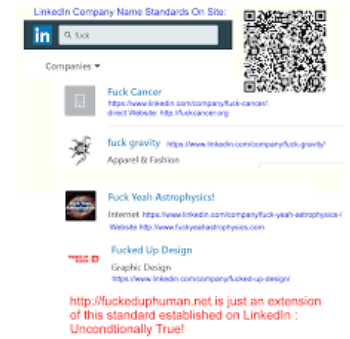 LinkedIn Company Name Standards On Site:
in fuck
Companies
Fuck Cancer
https://www.linkedin.com/company/fuck-cancer/
direct Website: http://fuckcancer.org
fuck gravity https://www.linkedin.com/company/fuck-gravity/
Apparel & Fashion
Fuck Yeah Astrophysics!
Internet https://www.linkedin.com/company/fuck-yeah-astrophysics-/
Website http://www.fuckyeahastrophysics.com
Fucked Up Design
Graphic Design
https://www.linkedin.com/company/fucked-up-design/
http://fuckeduphuman.net is just an extension
of this standard established on LinkedIn :
Uncondtionally True!